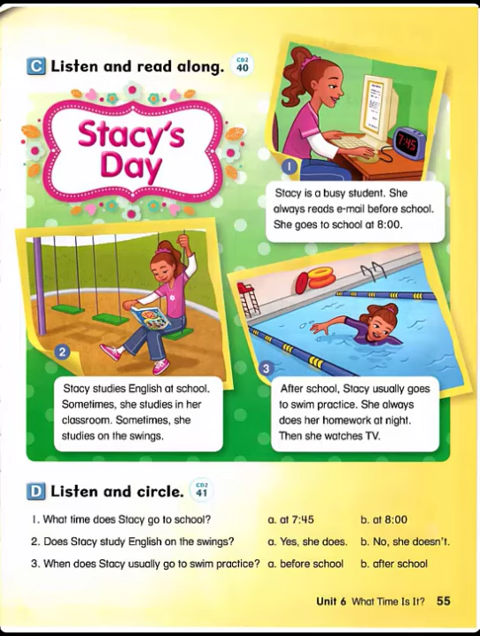 C Listen and read along. CD2 40
Stacy's
Day
7:45
1
Stacy is a busy student. She
always reads e-mail before school.
She goes to school at 8:00.
2
Stacy studies English at school.
Sometimes, she studies in her
classroom. Sometimes, she
studies on the swings.
3
After school, Stacy usually goes
to swim practice. She always
does her homework at night.
Then she watches TV.
D Listen and circle. CD2 41
1. What time does Stacy go to school? a. at 7:45 b. at 8:00
2. Does Stacy study English on the swings? a. Yes, she does. b. No, she doesn't.
3. When does Stacy usually go to swim practice? a. before school b. after school
Unit 6 What Time Is It? 55